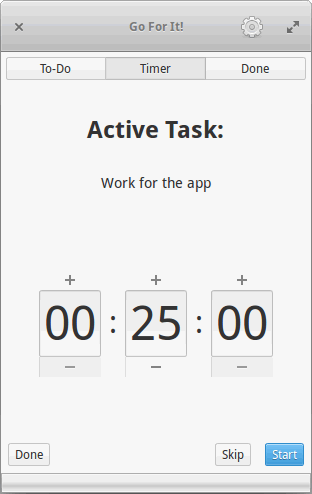 Go For It!
To-Do Timer Done
Active Task:
Work for the app
+ + +
00 : 25 : 00
− − −
Done Skip Start